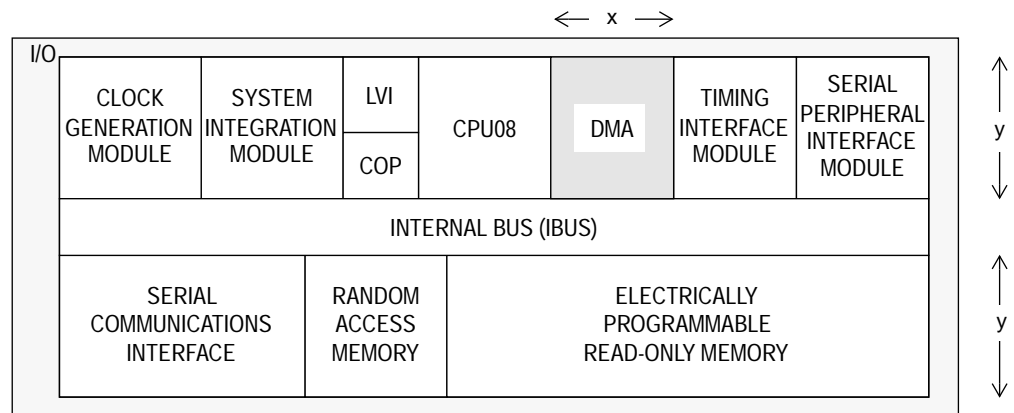 x
I/O
CLOCK
GENERATION
MODULE
SYSTEM
INTEGRATION
MODULE
LVI
COP
CPU08
DMA
TIMING
INTERFACE
MODULE
SERIAL
PERIPHERAL
INTERFACE
MODULE
y
INTERNAL BUS (IBUS)
SERIAL
COMMUNICATIONS
INTERFACE
RANDOM
ACCESS
MEMORY
ELECTRICALLY
PROGRAMMABLE
READ-ONLY MEMORY
y